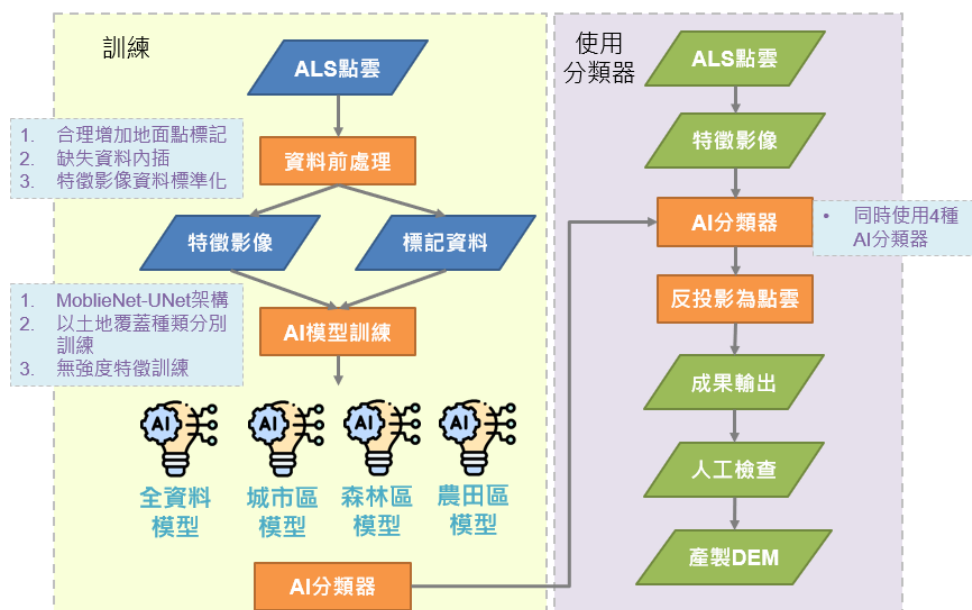 訓練
ALS點雲
1. 合理增加地面點標記
2. 缺失資料內插
3. 特徵影像資料標準化
資料前處理
特徵影像
標記資料
1. MoblieNet-UNet架構
2. 以土地覆蓋種類分別
訓練
3. 無強度特徵訓練
AI模型訓練
AI
AI
AI
AI
全資料
模型
城市區
模型
森林區
模型
農田區
模型
AI分類器
使用
分類器
ALS點雲
特徵影像
AI分類器
• 同時使用4種
AI分類器
反投影為點雲
成果輸出
人工檢查
產製DEM